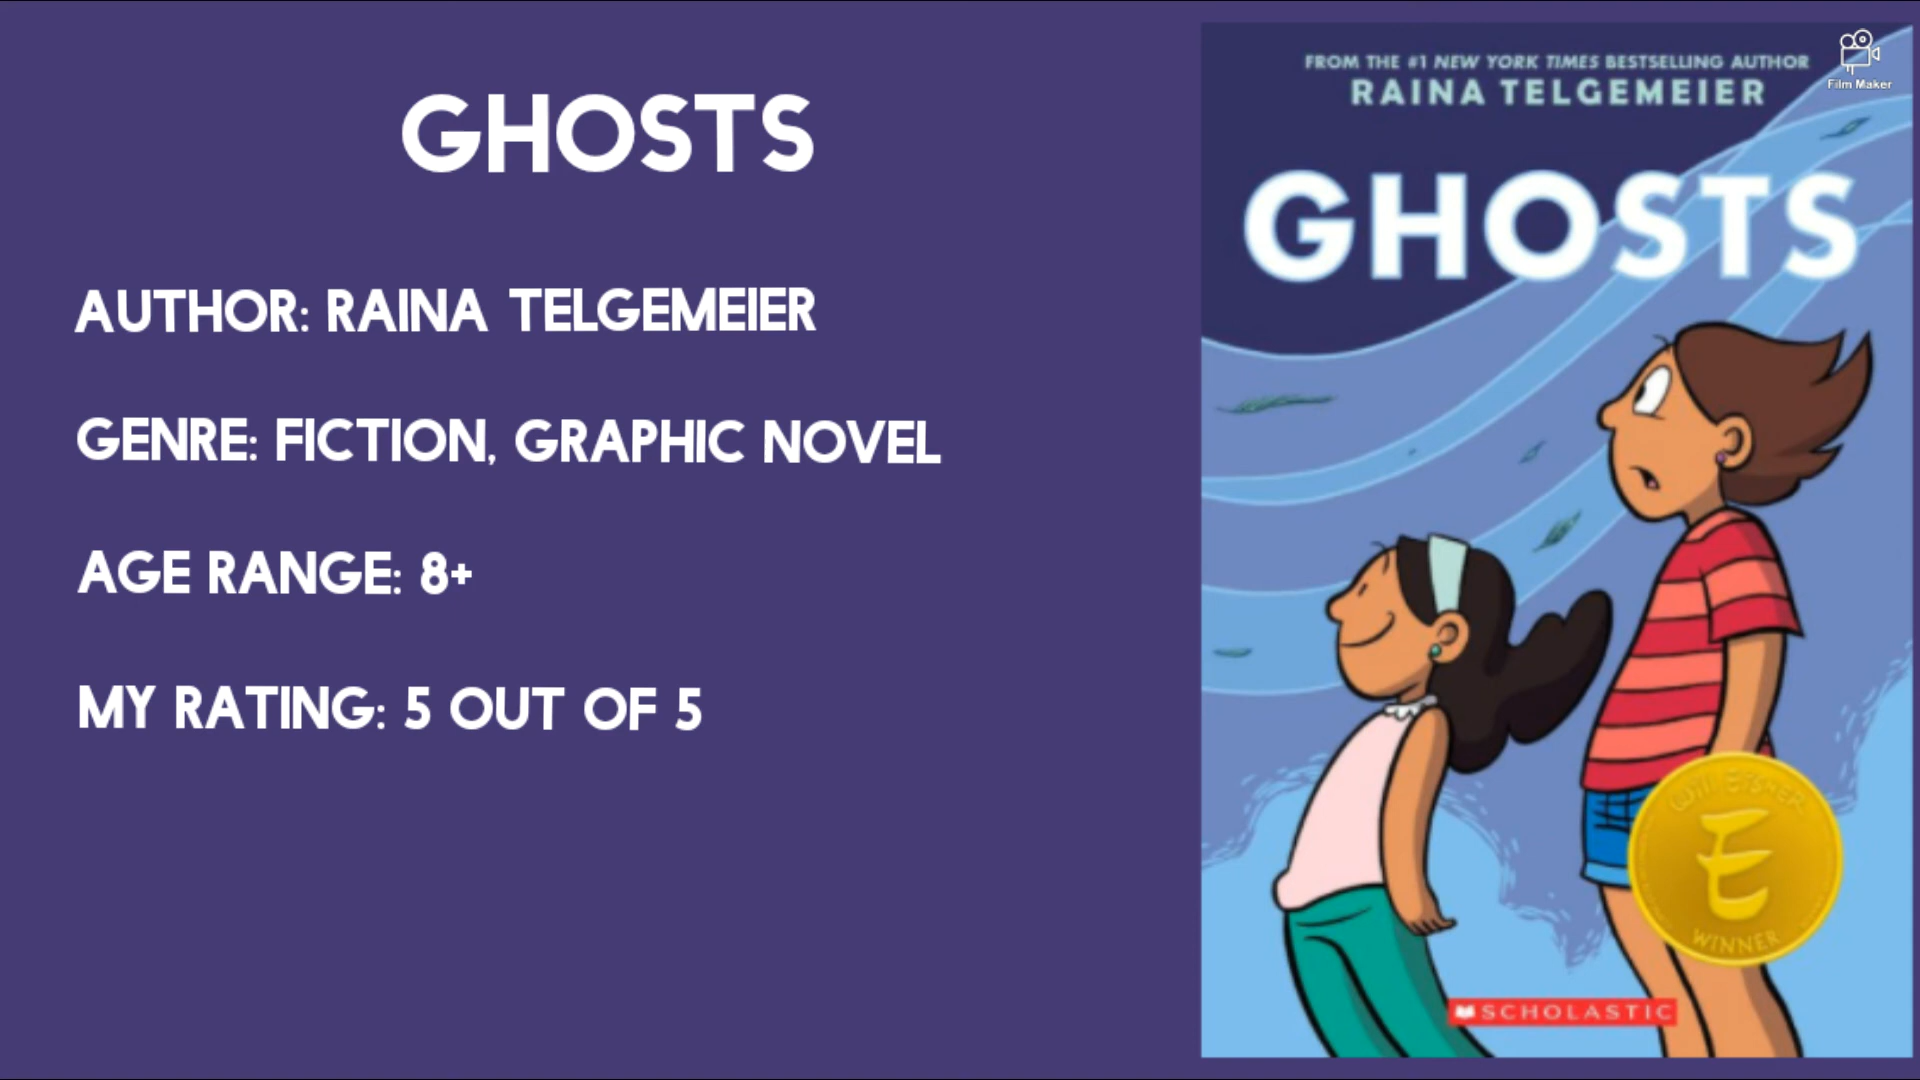 GHOSTS
AUTHOR: RAINA TELGEMEIER
GENRE: FICTION, GRAPHIC NOVEL
AGE RANGE: 8+
MY RATING: 5 OUT OF 5
FROM THE #1 NEW YORK TIMES BESTSELLING AUTHOR
RAINA TELGEMEIER
Film Maker
GHOSTS
WILL EISNER
E
WINNER
SCHOLASTIC